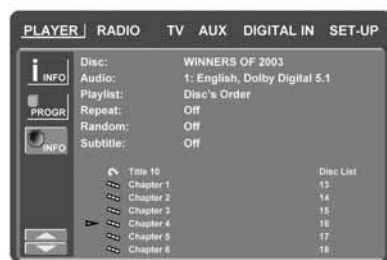 PLAYER RADIO TV AUX DIGITAL IN SET-UP
i INFO
PROGR
INFO
Disc: WINNERS OF 2003
Audio: 1: English, Dolby Digital 5.1
Playlist: Disc's Order
Repeat: Off
Random: Off
Subtitle: Off
Title 10 Disc List
Chapter 1 13
Chapter 2 14
Chapter 3 15
Chapter 4 16
Chapter 5 17
Chapter 6 18